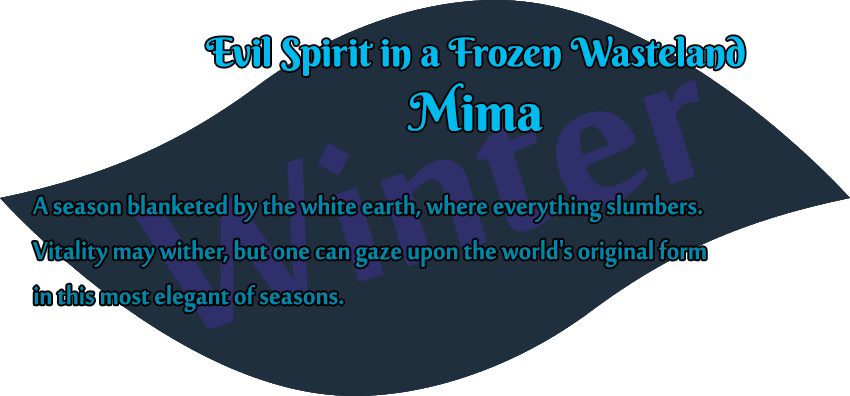 Evil Spirit in a Frozen Wasteland
Mima
Winter
A season blanketed by the white earth, where everything slumbers.
Vitality may wither, but one can gaze upon the world's original form
in this most elegant of seasons.